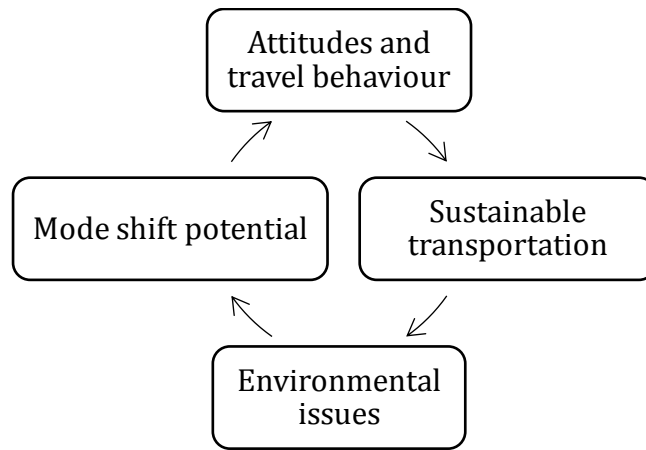 Attitudes and
travel behaviour
Mode shift potential
Sustainable
transportation
Environmental
issues